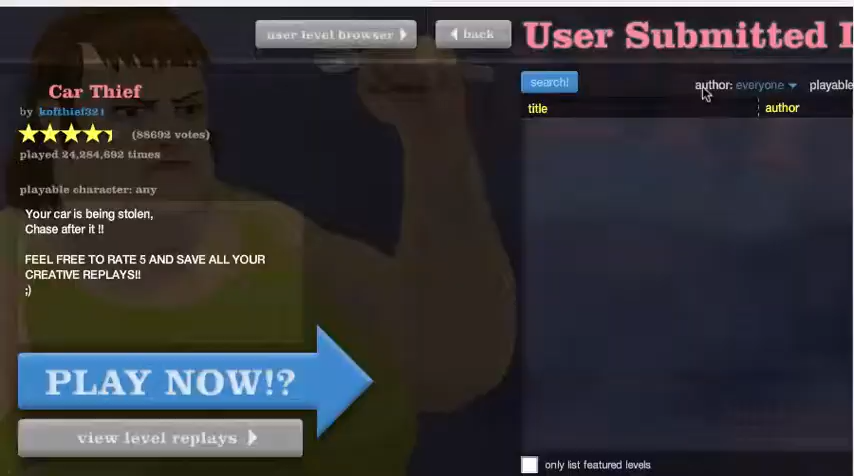 user level browser
back
User Submitted
Car Thief
by kofthief321
(88692 votes)
played 24,284,692 times
playable character: any
Your car is being stolen,
Chase after it !!
FEEL FREE TO RATE 5 AND SAVE ALL YOUR
CREATIVE REPLAYS!!
;)
PLAY NOW!?
view level replays
search!
author: everyone
playable
title
author
only list featured levels